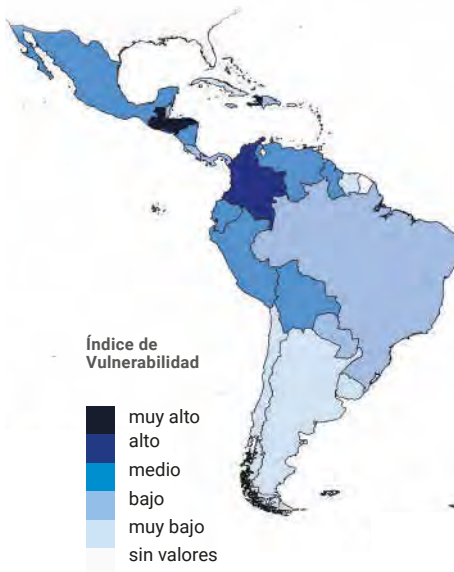 Índice de
Vulnerabilidad
muy alto
alto
medio
bajo
muy bajo
sin valores